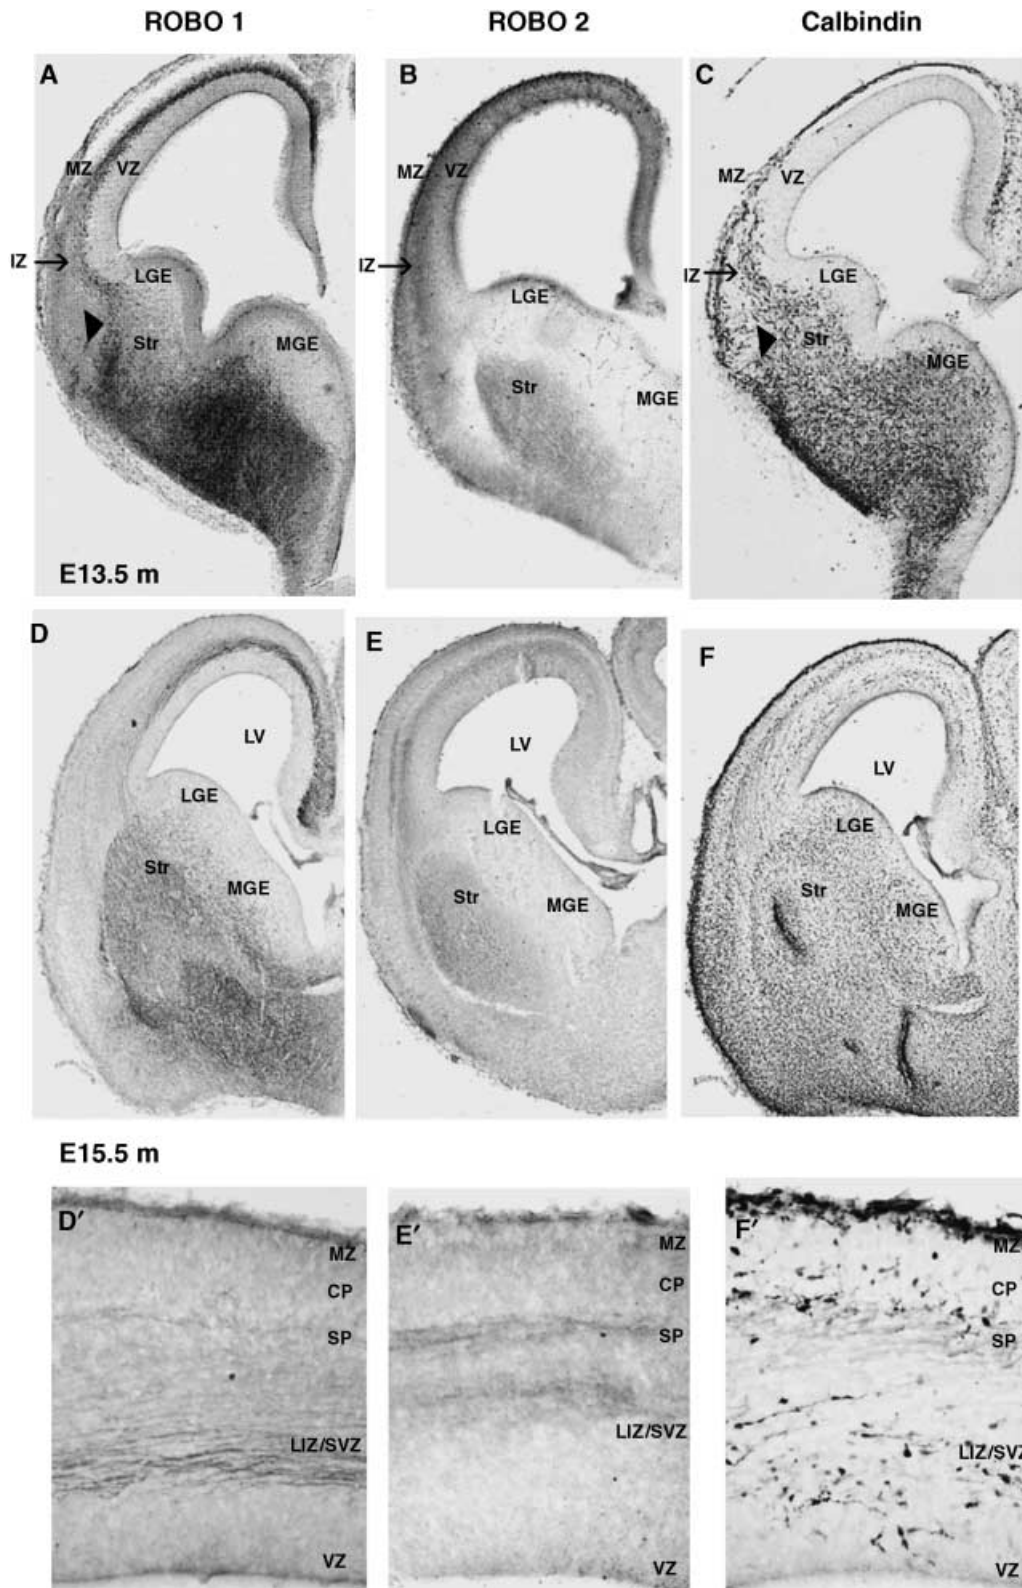 ROBO 1 ROBO 2 Calbindin
A B C
MZ VZ MZ VZ MZ VZ
IZ IZ IZ
LGE LGE LGE
Str MGE Str MGE Str MGE
E13.5 m
D E F
LV LV LV
LGE LGE LGE
Str MGE Str MGE Str MGE
E15.5 m
D′ E′ F′
MZ MZ MZ
CP CP CP
SP SP SP
LIZ/SVZ LIZ/SVZ LIZ/SVZ
VZ VZ VZ